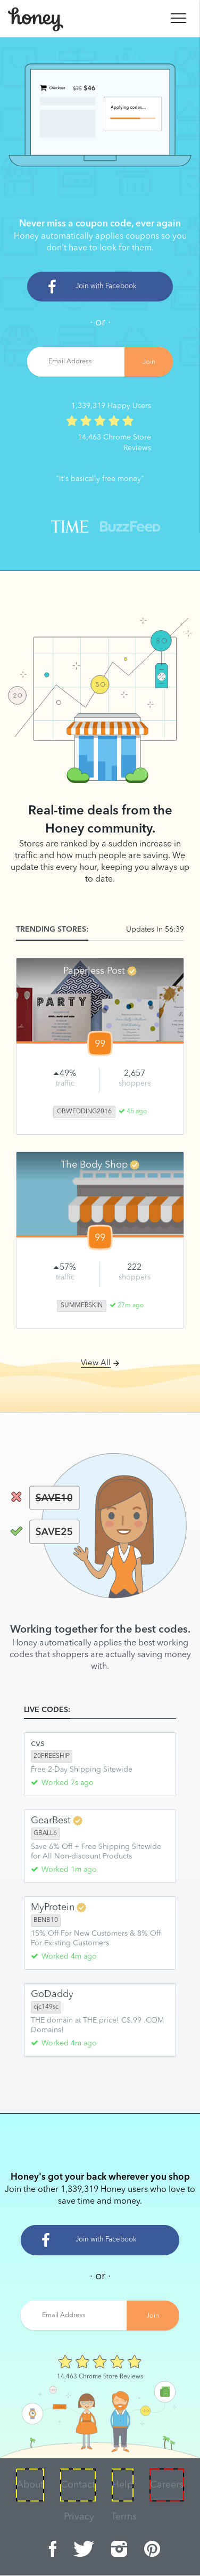 honey
Checkout $75 $46
Applying codes...
Never miss a coupon code, ever again
Honey automatically applies coupons so you
don't have to look for them.
Join with Facebook
· or ·
Email Address Join
1,339,319 Happy Users
14,463 Chrome Store
Reviews
"It's basically free money"
TIME BuzzFeed
20
50
90
Real-time deals from the
Honey community.
Stores are ranked by a sudden increase in
traffic and how much people are saving. We
update this every hour, keeping you always up
to date.
TRENDING STORES: Updates In 56:39
Paperless Post
PARTY
99
49% 2,657
traffic shoppers
CBWEDDING2016 4h ago
The Body Shop
99
57% 222
traffic shoppers
SUMMERSKIN 27m ago
View All
SAVE10
SAVE25
Working together for the best codes.
Honey automatically applies the best working
codes that shoppers are actually saving money
with.
LIVE CODES:
CVS
20FREESHIP
Free 2-Day Shipping Sitewide
Worked 7s ago
GearBest
GBALL6
Save 6% Off + Free Shipping Sitewide
for All Non-discount Products
Worked 1m ago
MyProtein
BENB10
15% Off For New Customers & 8% Off
For Existing Customers
Worked 4m ago
GoDaddy
cjc149sc
THE domain at THE price! C$.99 .COM
Domains!
Worked 4m ago
Honey's got your back wherever you shop
Join the other 1,339,319 Honey users who love to
save time and money.
Join with Facebook
· or ·
Email Address Join
14,463 Chrome Store Reviews
About Contact Help Careers
Privacy Terms